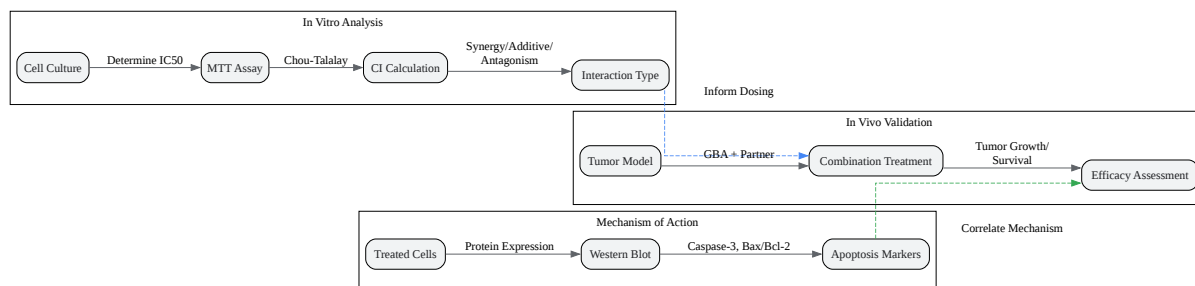 In Vitro Analysis
Cell Culture
Determine IC50
MTT Assay
Chou-Talalay
CI Calculation
Synergy/Additive/
Antagonism
Interaction Type
Inform Dosing
In Vivo Validation
Tumor Model
GBA + Partner
Combination Treatment
Tumor Growth/
Survival
Efficacy Assessment
Mechanism of Action
Treated Cells
Protein Expression
Western Blot
Caspase-3, Bax/Bcl-2
Apoptosis Markers
Correlate Mechanism